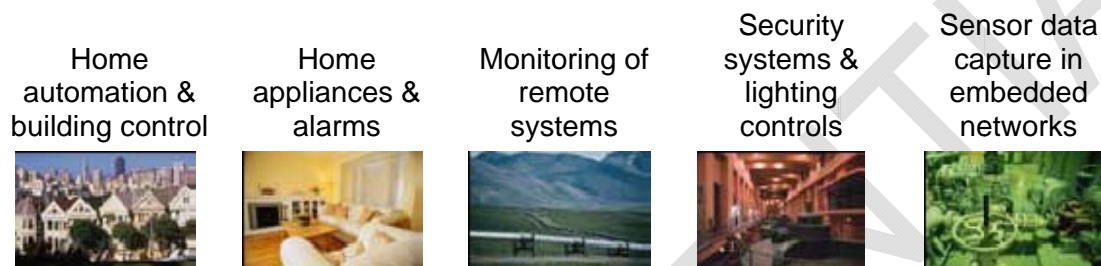 Home
automation &
building control
Home
appliances &
alarms
Monitoring of
remote
systems
Security
systems &
lighting
controls
Sensor data
capture in
embedded
networks